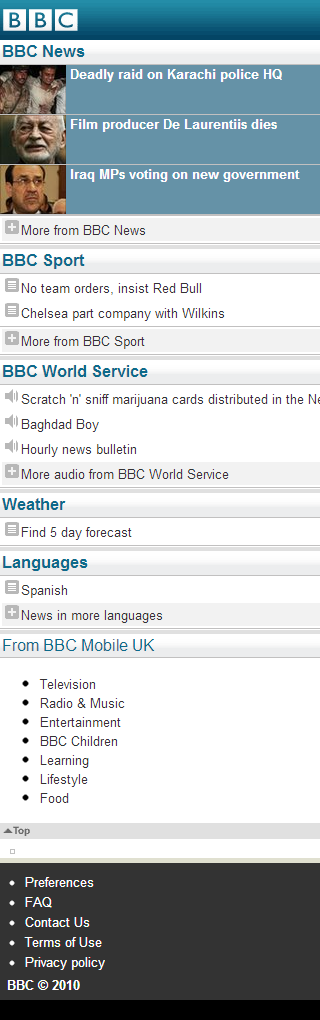 BBC
BBC News
Deadly raid on Karachi police HQ
Film producer De Laurentiis dies
Iraq MPs voting on new government
More from BBC News
BBC Sport
No team orders, insist Red Bull
Chelsea part company with Wilkins
More from BBC Sport
BBC World Service
Scratch 'n' sniff marijuana cards distributed in the
Baghdad Boy
Hourly news bulletin
More audio from BBC World Service
Weather
Find 5 day forecast
Languages
Spanish
News in more languages
From BBC Mobile UK
Television
Radio & Music
Entertainment
BBC Children
Learning
Lifestyle
Food
Top
Preferences
FAQ
Contact Us
Terms of Use
Privacy policy
BBC © 2010